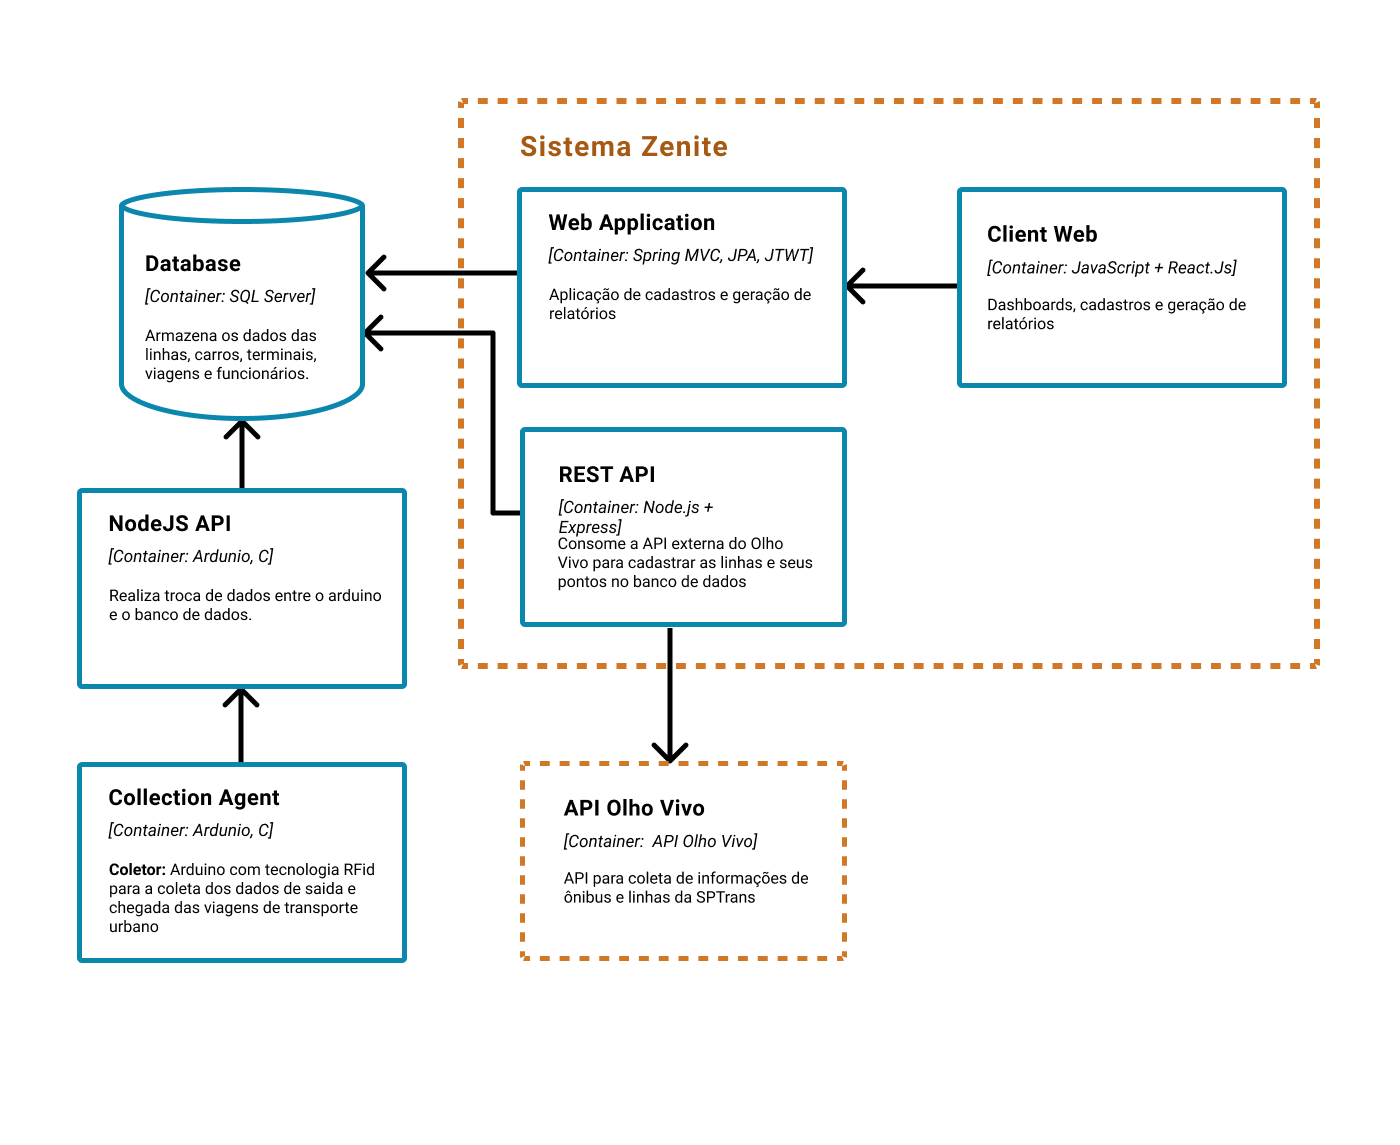 Sistema Zenite
Database
[Container: SQL Server]
Armazena os dados das
linhas, carros, terminais,
viagens e funcionários.
Web Application
[Container: Spring MVC, JPA, JTWT]
Aplicação de cadastros e geração de
relatórios
Client Web
[Container: JavaScript + React.Js]
Dashboards, cadastros e geração de
relatórios
REST API
[Container: Node.js +
Express]
Consome a API externa do Olho
Vivo para cadastrar as linhas e seus
pontos no banco de dados
NodeJS API
[Container: Ardunio, C]
Realiza troca de dados entre o arduino
e o banco de dados.
Collection Agent
[Container: Ardunio, C]
Coletor: Arduino com tecnologia RFid
para a coleta dos dados de saida e
chegada das viagens de transporte
urbano
API Olho Vivo
[Container:  API Olho Vivo]
API para coleta de informações de
ônibus e linhas da SPTrans